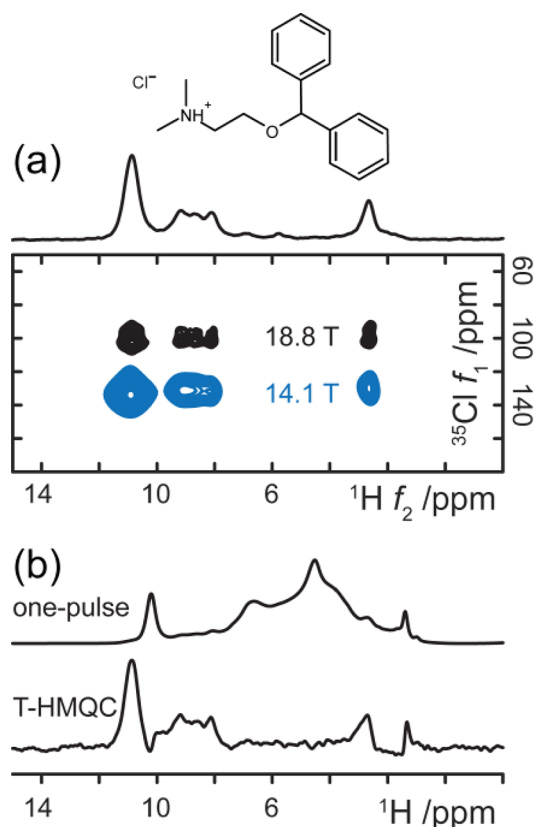 Cl⁻
NH⁺
O
(a)
60
100
140
18.8 T
14.1 T
³⁵Cl f₁ /ppm
14 10 6 ¹H f₂ /ppm
(b)
one-pulse
T-HMQC
14 10 6 ¹H /ppm